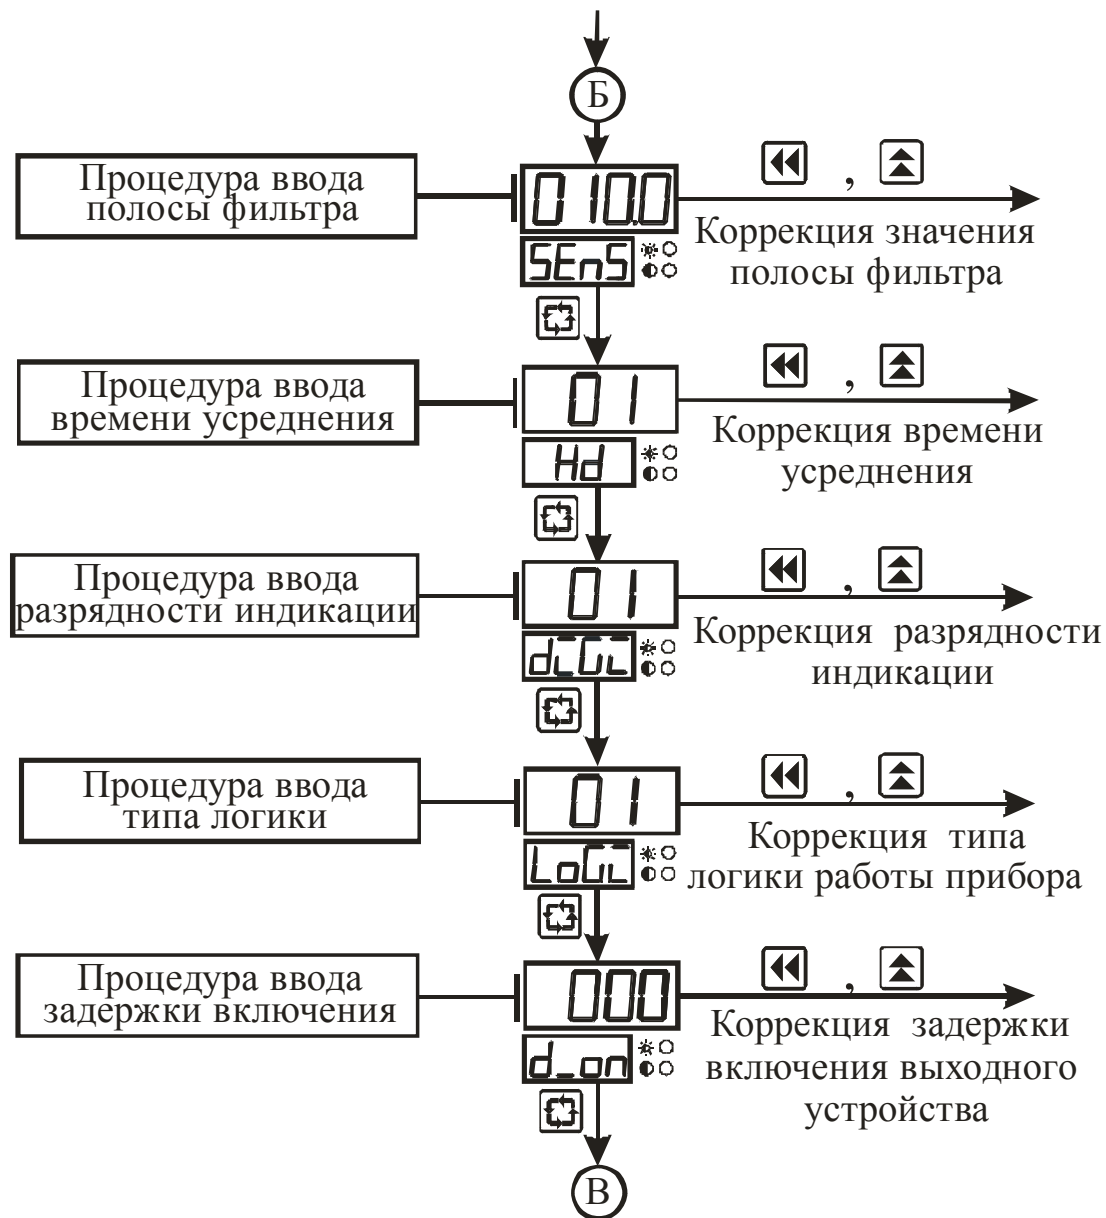 Б
Процедура ввода
полосы фильтра
010.0
SEnS
,
Коррекция значения
полосы фильтра
Процедура ввода
времени усреднения
01
Hd
,
Коррекция времени
усреднения
Процедура ввода
разрядности индикации
01
diGi
,
Коррекция разрядности
индикации
Процедура ввода
типа логики
01
LoGi
,
Коррекция типа
логики работы прибора
Процедура ввода
задержки включения
000
d_on
,
Коррекция задержки
включения выходного
устройства
В